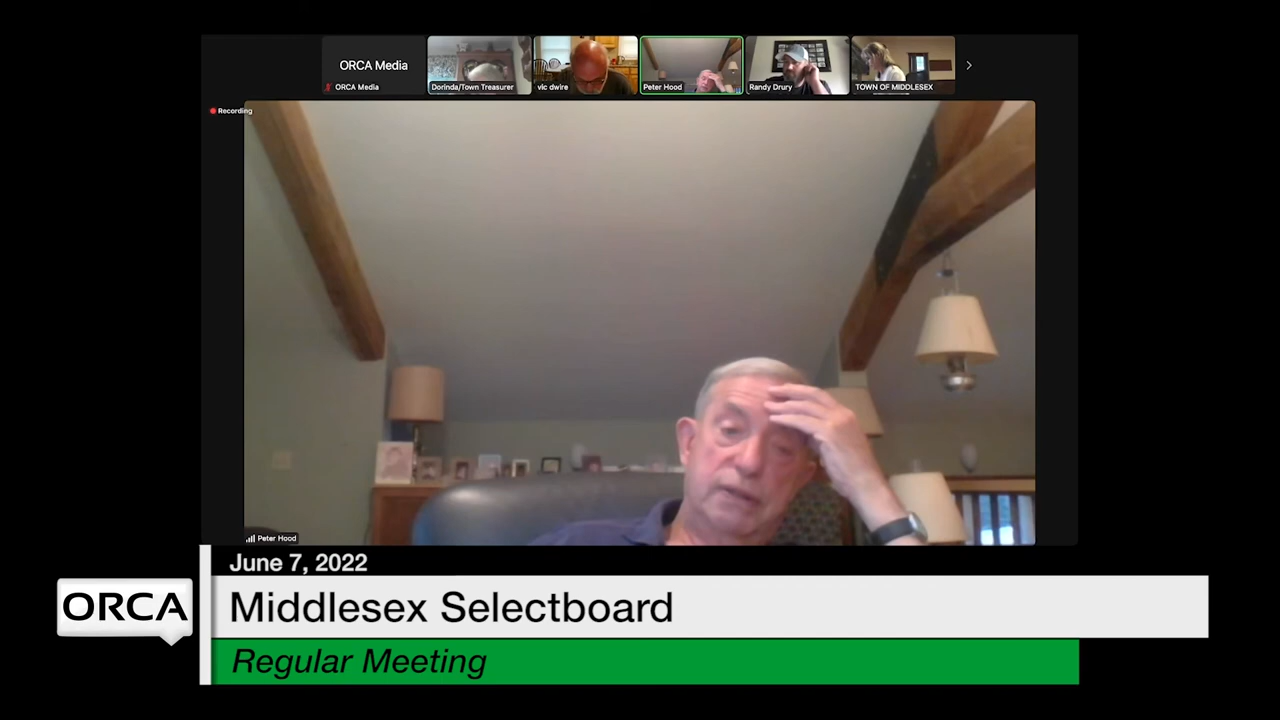 ORCA Media
ORCA Media
Dorinda/Town Treasurer
vic dwire
Peter Hood
Randy Drury
TOWN OF MIDDLESEX
Recording
Peter Hood
June 7, 2022
ORCA
Middlesex Selectboard
Regular Meeting